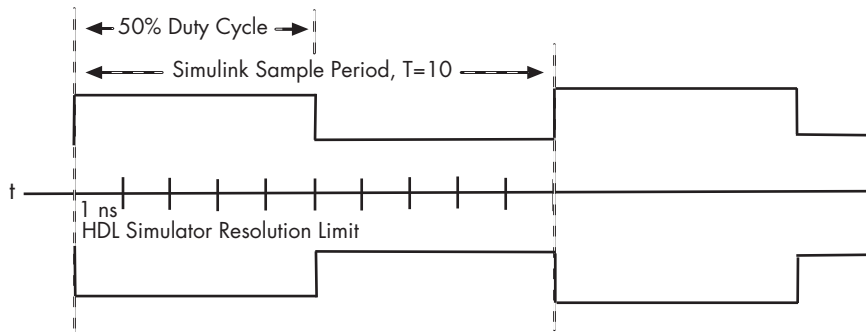 50% Duty Cycle
Simulink Sample Period, T=10
t
1 ns
HDL Simulator Resolution Limit